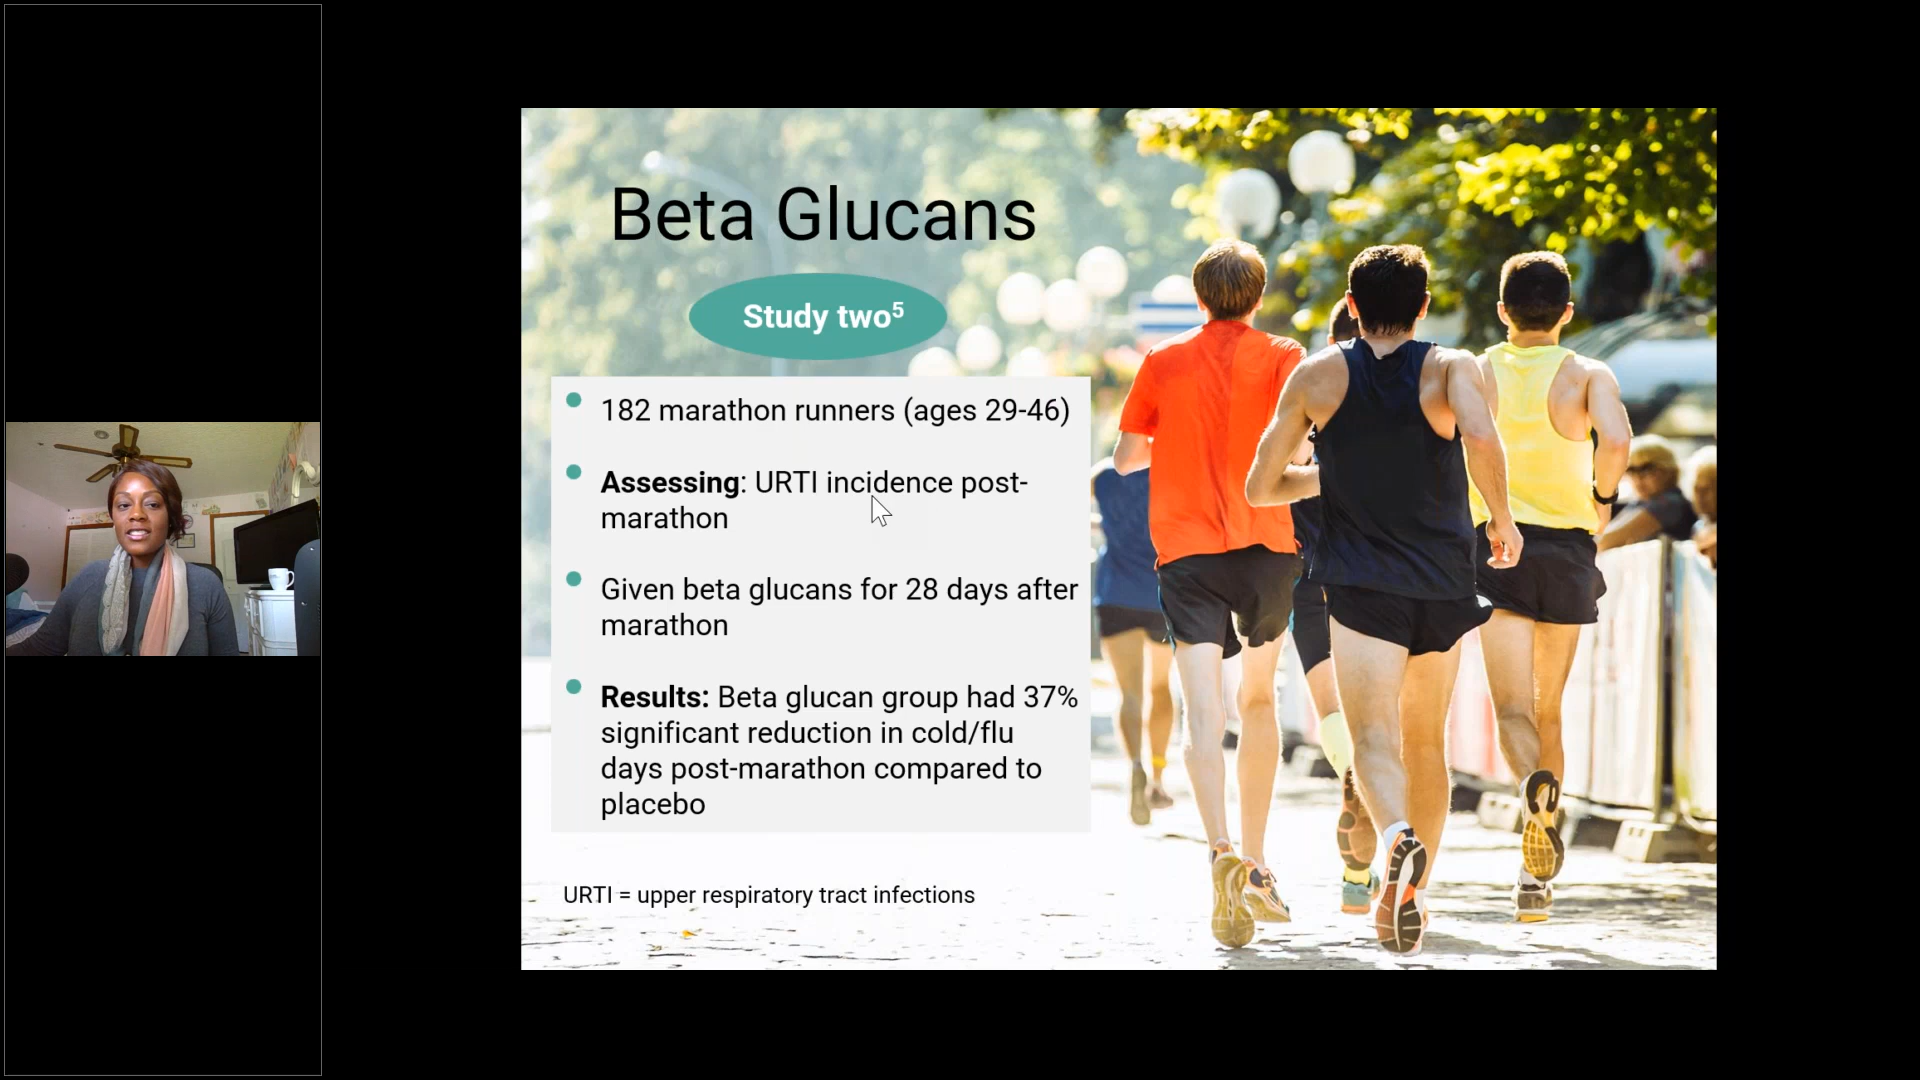 Beta Glucans
Study two⁵
182 marathon runners (ages 29-46)
Assessing: URTI incidence post-
marathon
Given beta glucans for 28 days after
marathon
Results: Beta glucan group had 37%
significant reduction in cold/flu
days post-marathon compared to
placebo
URTI = upper respiratory tract infections